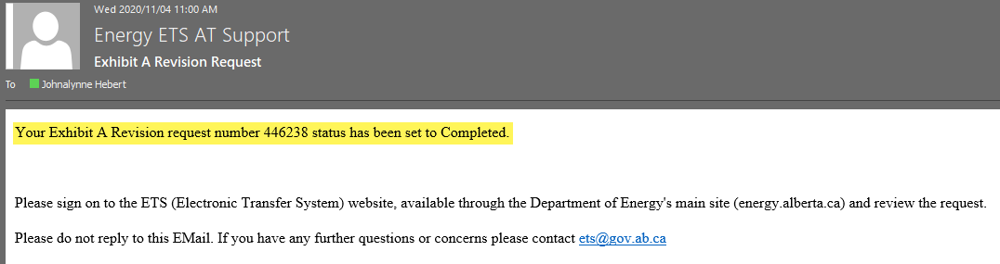 Wed 2020/11/04 11:00 AM
Energy ETS AT Support
Exhibit A Revision Request
To Johnalynne Hebert
Your Exhibit A Revision request number 446238 status has been set to Completed.
Please sign on to the ETS (Electronic Transfer System) website, available through the Department of Energy's main site (energy.alberta.ca) and review the request.
Please do not reply to this EMail. If you have any further questions or concerns please contact ets@gov.ab.ca